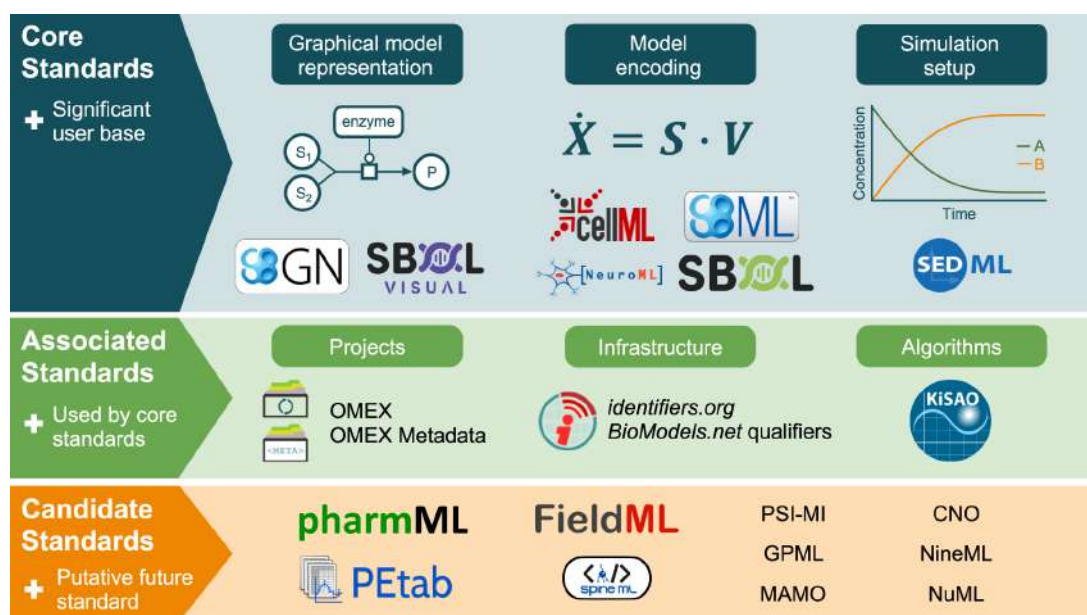 Core
Standards
+ Significant
user base
Graphical model
representation
enzyme
S1
S2
P
SBGN
SBOL
VISUAL
Model
encoding
Ẋ = S · V
cellML
SBML
[NeuroML]
SBOL
Simulation
setup
Concentration
A
B
Time
SED ML
Associated
Standards
+ Used by core
standards
Projects
OMEX
<META>
OMEX Metadata
Infrastructure
identifiers.org
BioModels.net qualifiers
Algorithms
KiSAO
Candidate
Standards
+ Putative future
standard
pharmML
PEtab
FieldML
</>
spine ML
PSI-MI
GPML
MAMO
CNO
NineML
NuML